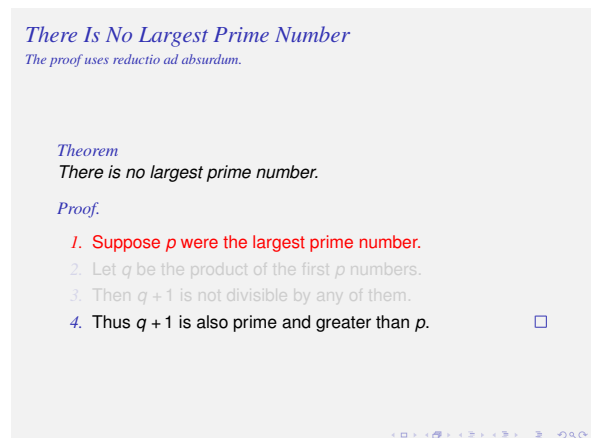 There Is No Largest Prime Number
The proof uses reductio ad absurdum.
Theorem
There is no largest prime number.
Proof.
1. Suppose p were the largest prime number.
2. Let q be the product of the first p numbers.
3. Then q + 1 is not divisible by any of them.
4. Thus q + 1 is also prime and greater than p. □